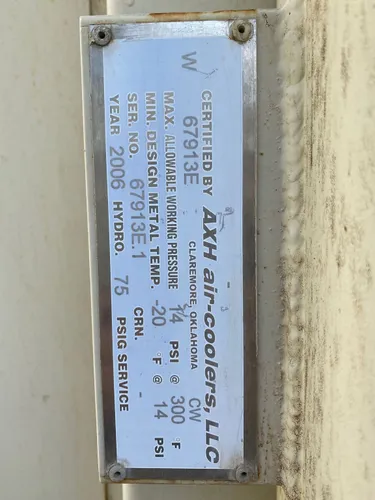 CERTIFIED BY AXH air-coolers, LLC
CLAREMORE, OKLAHOMA
W 67913E CW
MAX. ALLOWABLE WORKING PRESSURE 14 PSI @ 300 °F
MIN. DESIGN METAL TEMP. -20 °F @ 14 PSI
SER. NO. 67913E.1 CRN. -
YEAR 2006 HYDRO. 75 PSIG SERVICE